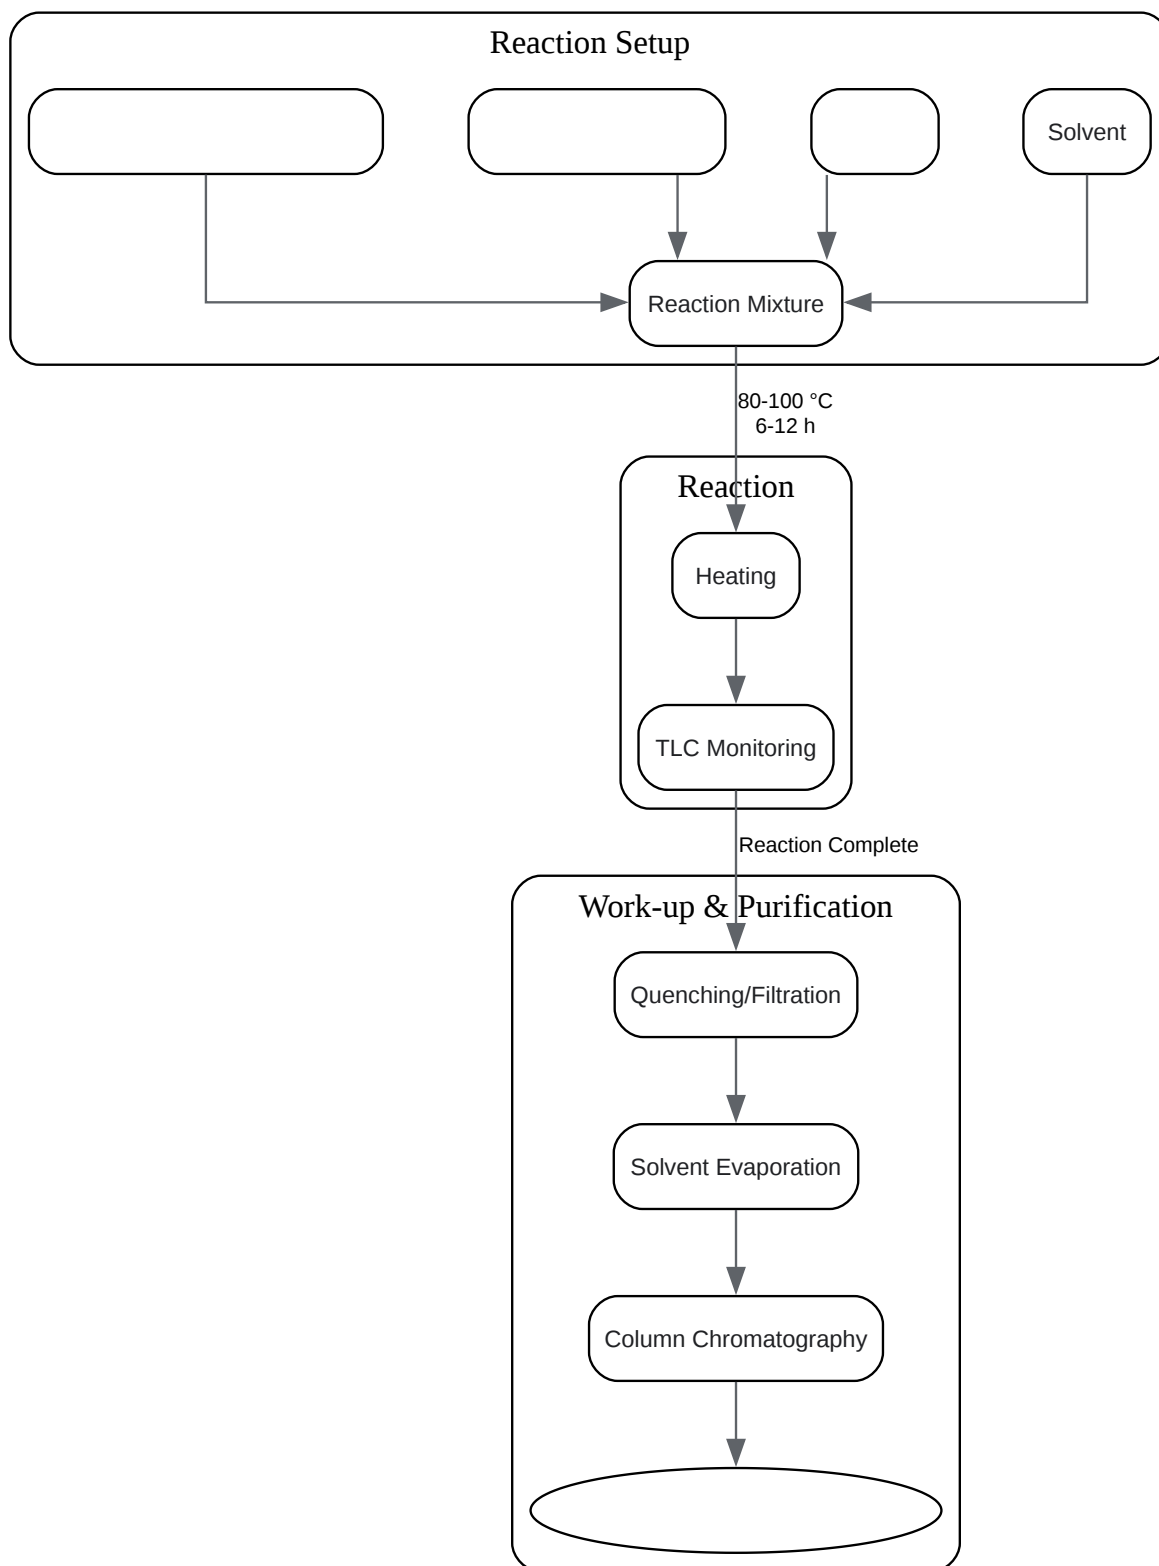 Reaction Setup
Solvent
Reaction Mixture
80-100 °C
6-12 h
Reaction
Heating
TLC Monitoring
Reaction Complete
Work-up & Purification
Quenching/Filtration
Solvent Evaporation
Column Chromatography